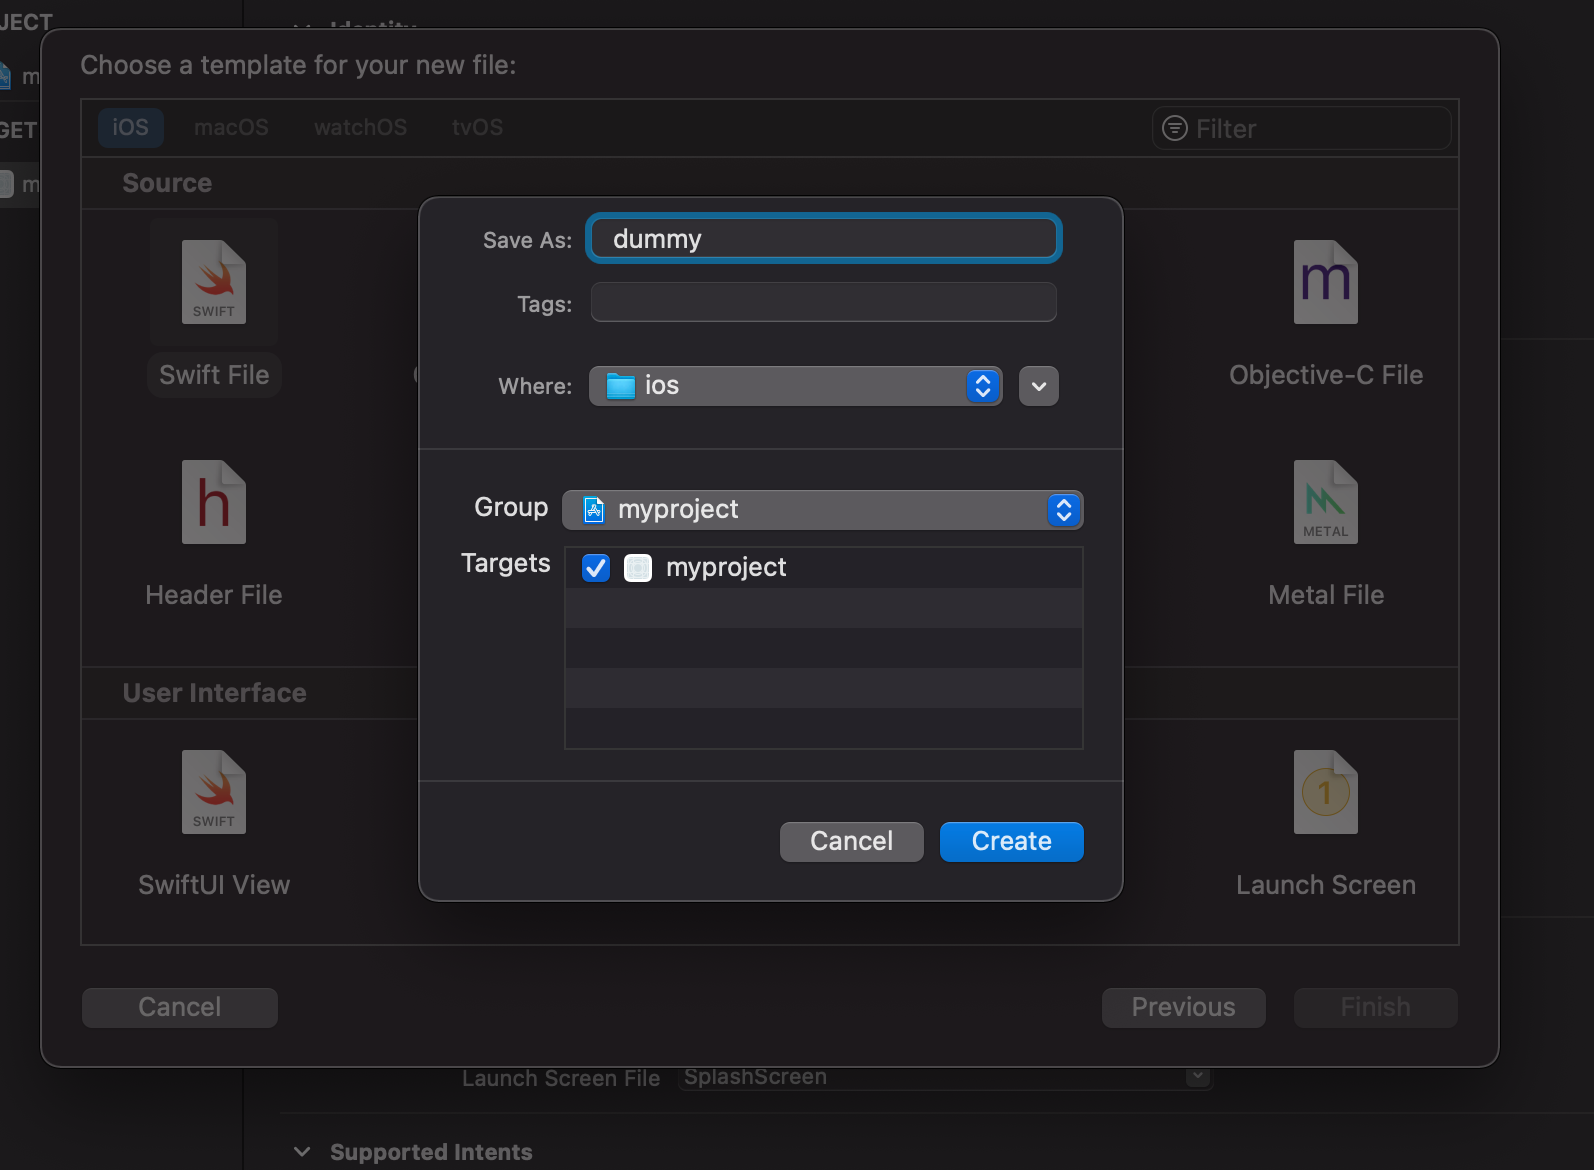 JECT
Identity
Choose a template for your new file:
m
iOS macOS watchOS tvOS
Filter
GET
Source
m
Save As: dummy
SWIFT
m
Tags:
Swift File
Objective-C File
Where: ios
h
METAL
Group myproject
Targets myproject
Header File
Metal File
User Interface
SWIFT
1
Cancel Create
SwiftUI View
Launch Screen
Cancel
Previous Finish
Launch Screen File SplashScreen
Supported Intents